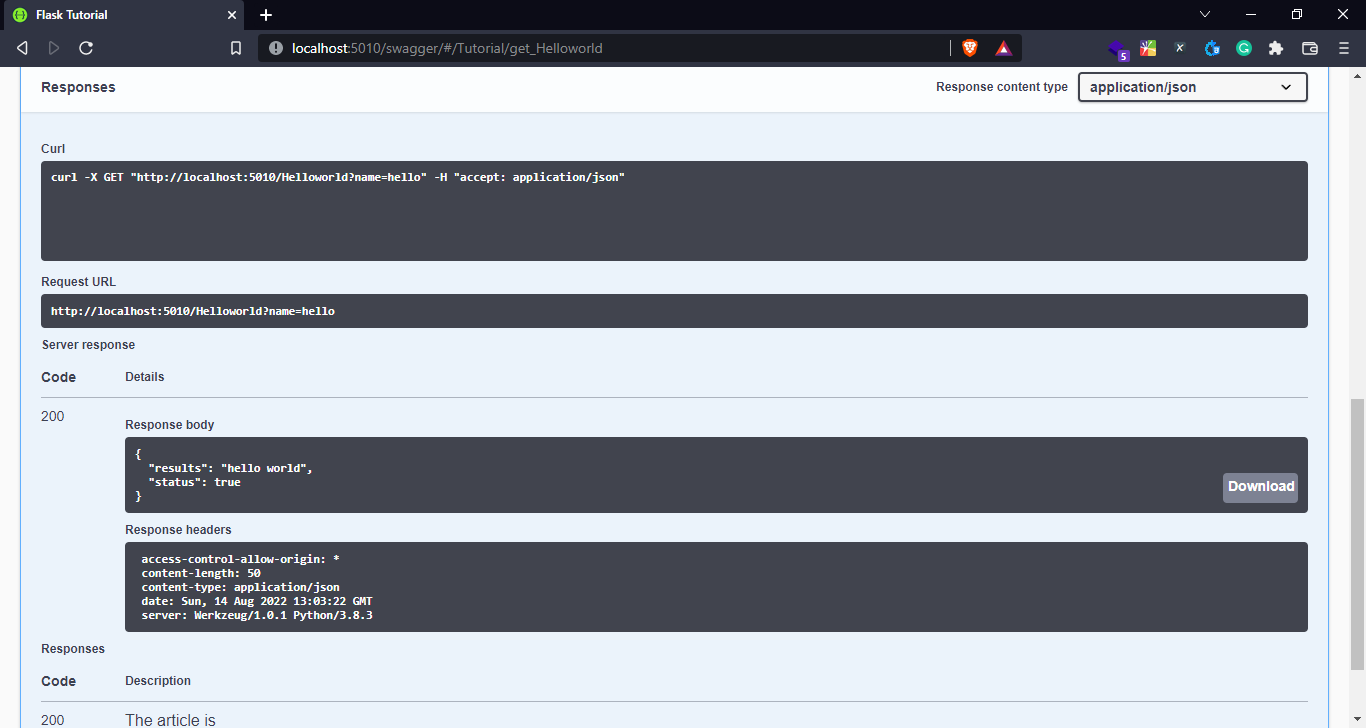 Flask Tutorial
localhost:5010/swagger/#/Tutorial/get_Helloworld
5
Responses
Response content type
application/json
Curl
curl -X GET "http://localhost:5010/Helloworld?name=hello" -H "accept: application/json"
Request URL
http://localhost:5010/Helloworld?name=hello
Server response
Code Details
200
Response body
{
"results": "hello world",
"status": true
}
Download
Response headers
access-control-allow-origin: *
content-length: 50
content-type: application/json
date: Sun, 14 Aug 2022 13:03:22 GMT
server: Werkzeug/1.0.1 Python/3.8.3
Responses
Code Description
200 The article is